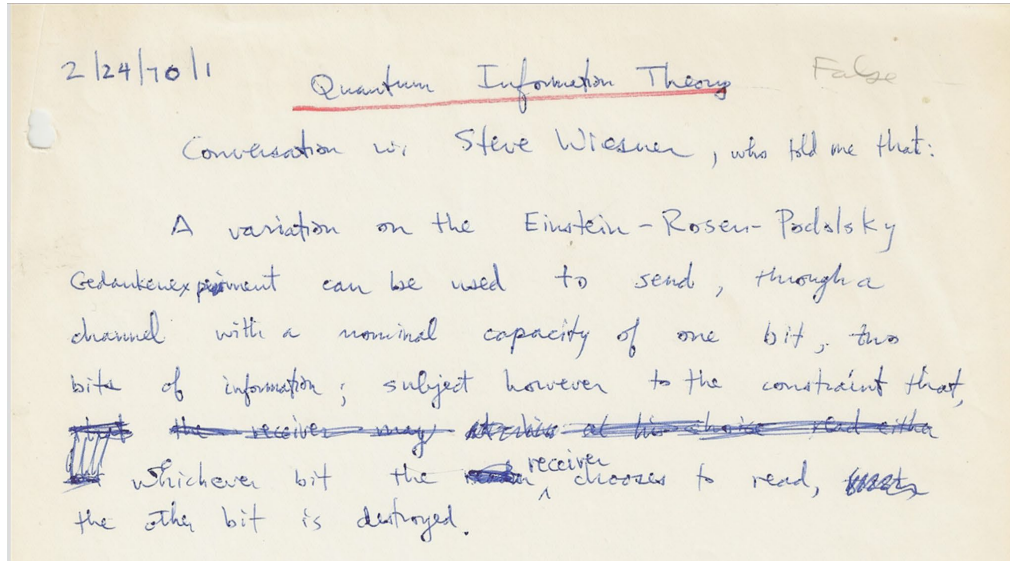 2/24/70/1
Quantum Information Theory
False
Conversation w. Steve Wiesner, who told me that:
A variation on the Einstein-Rosen-Podolsky
Gedankenexperiment can be used to send, through a
channel with a nominal capacity of one bit, two
bits of information; subject however to the constraint that,
that the receiver may at his choice read either
whichever bit the receiver chooses to read,
the other bit is destroyed.